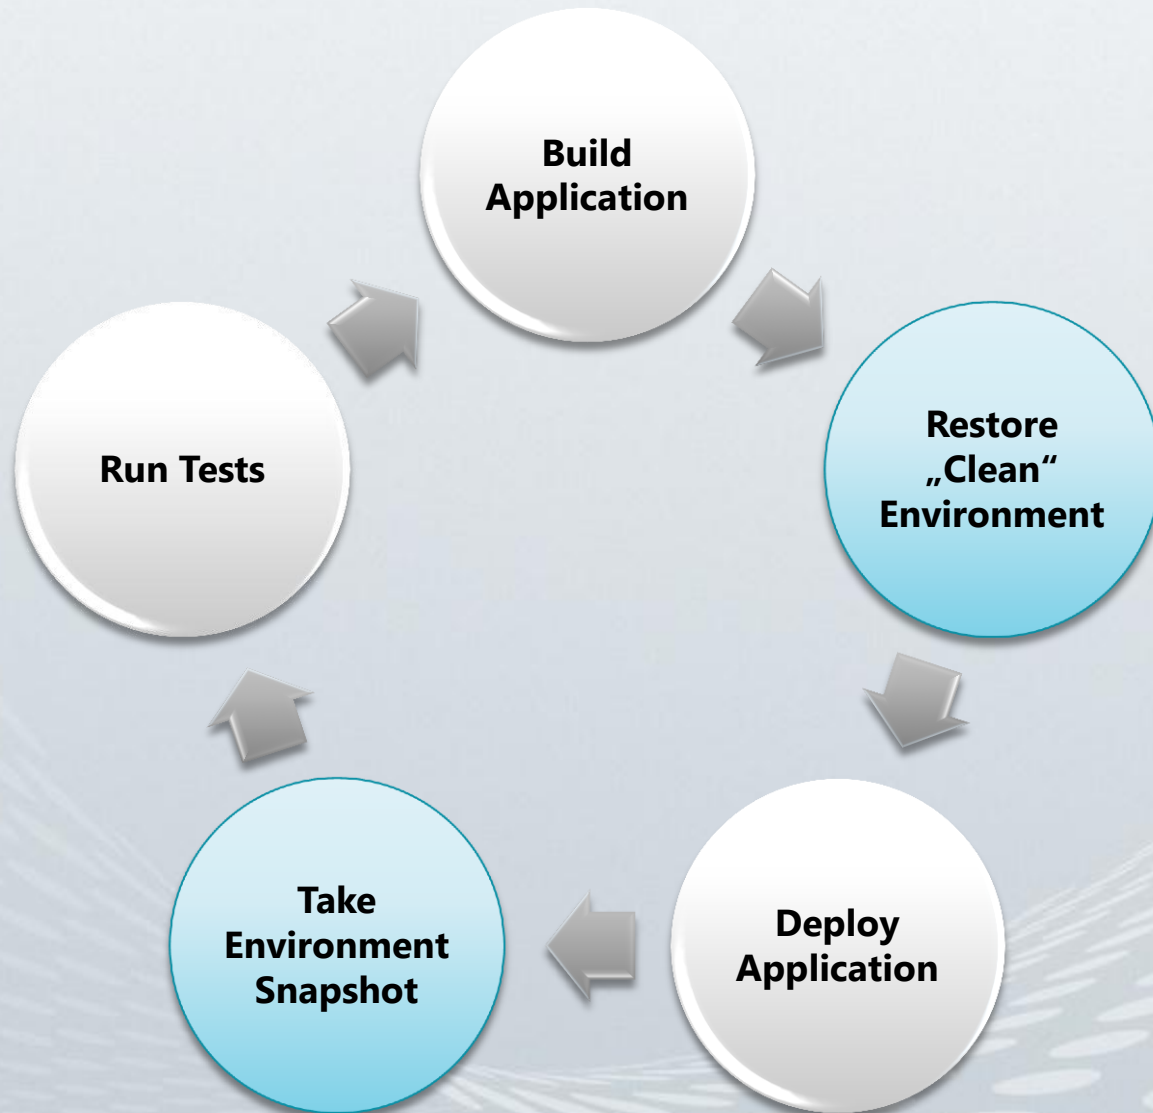 Build
Application
Restore
„Clean“
Environment
Deploy
Application
Take
Environment
Snapshot
Run Tests